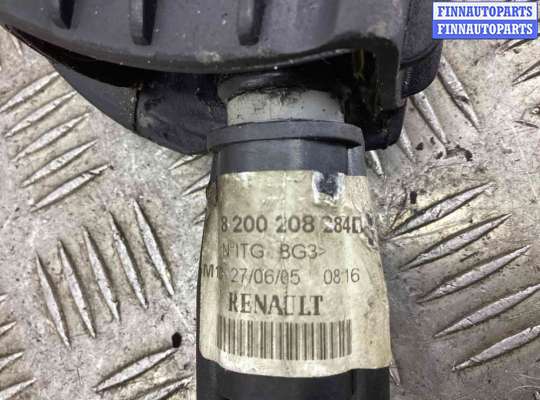 FINNAUTOPARTS
FINNAUTOPARTS
8 200 208 284D
N ITG BG3>
27/06/05 0816
RENAULT